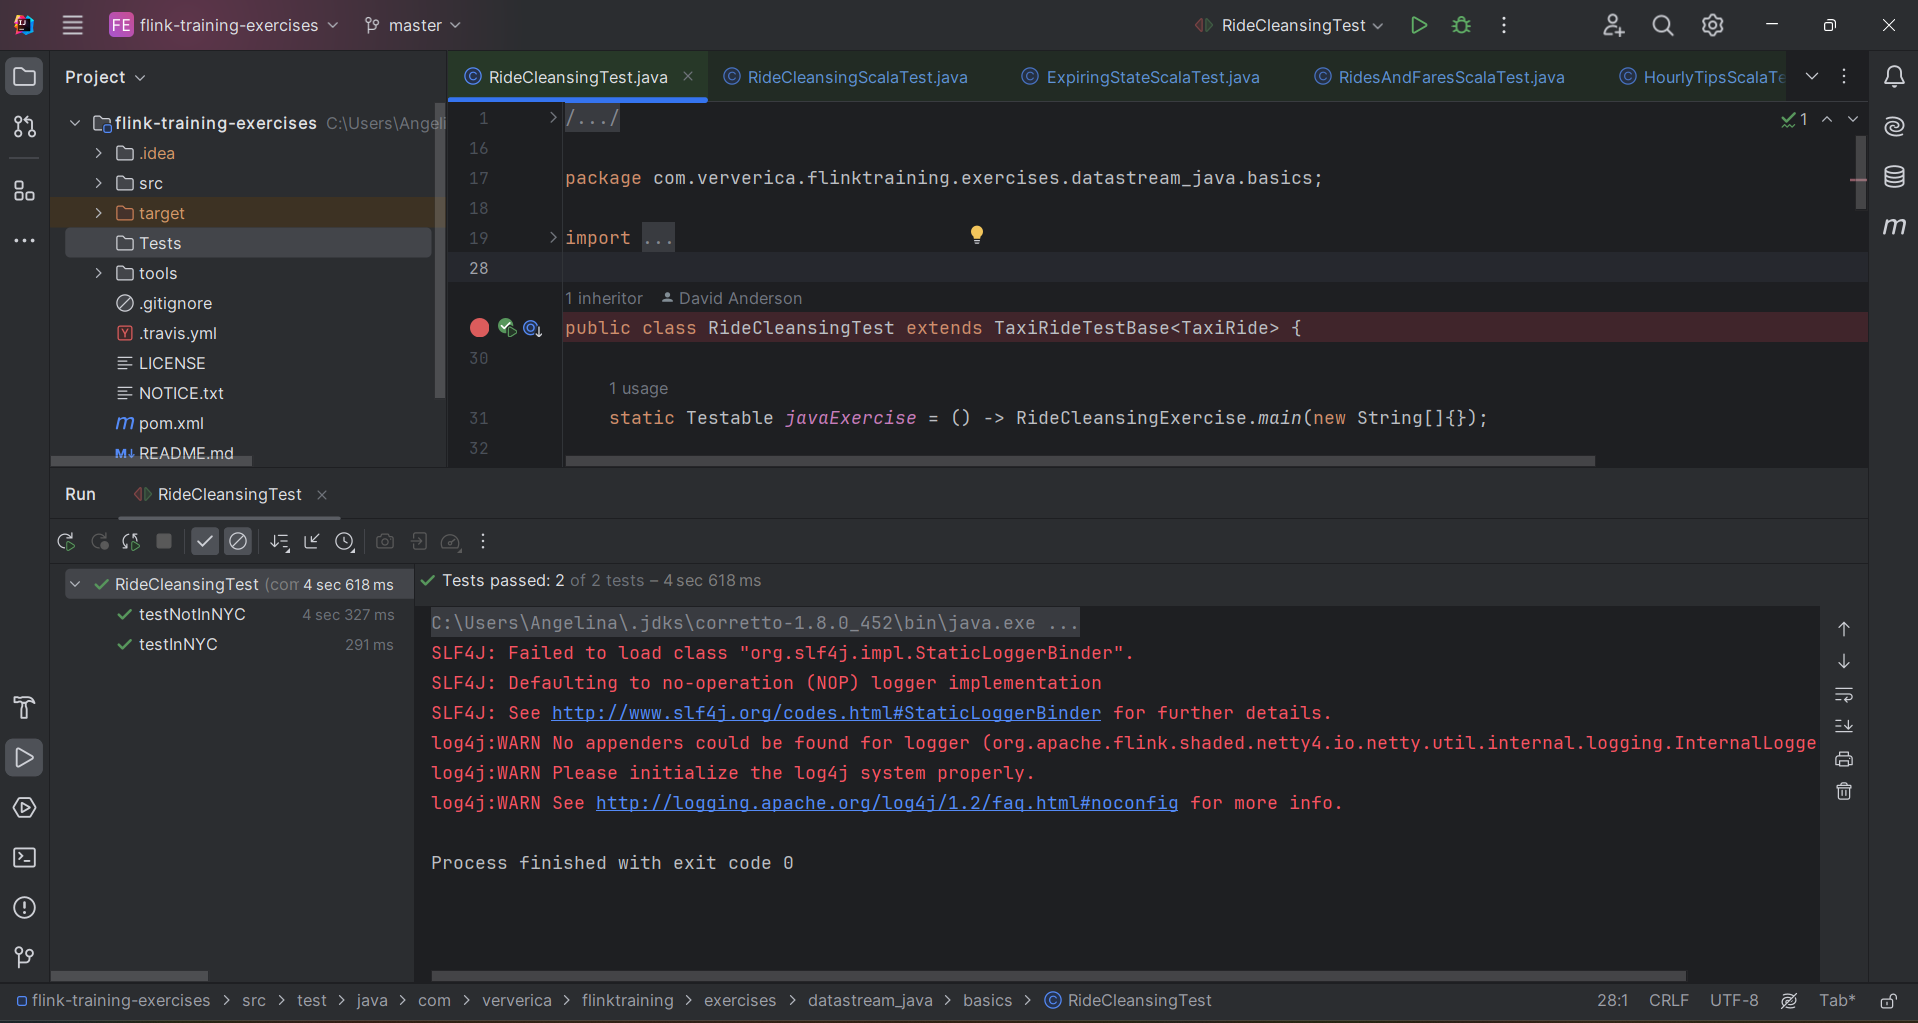 FE flink-training-exercises master RideCleansingTest
Project
RideCleansingTest.java RideCleansingScalaTest.java ExpiringStateScalaTest.java RidesAndFaresScalaTest.java HourlyTipsScalaTe
flink-training-exercises C:\Users\Angeli
.idea
src
target
Tests
tools
.gitignore
.travis.yml
LICENSE
NOTICE.txt
m pom.xml
M↓ README.md
1 /.../
16
17 package com.ververica.flinktraining.exercises.datastream_java.basics;
18
19 import ...
28
1 inheritor David Anderson
public class RideCleansingTest extends TaxiRideTestBase<TaxiRide> {
30
1 usage
31 static Testable javaExercise = () -> RideCleansingExercise.main(new String[]{});
32
1
m
Run RideCleansingTest
RideCleansingTest (com 4 sec 618 ms
testNotInNYC 4 sec 327 ms
testInNYC 291 ms
Tests passed: 2 of 2 tests – 4 sec 618 ms
C:\Users\Angelina\.jdks\corretto-1.8.0_452\bin\java.exe ...
SLF4J: Failed to load class "org.slf4j.impl.StaticLoggerBinder".
SLF4J: Defaulting to no-operation (NOP) logger implementation
SLF4J: See http://www.slf4j.org/codes.html#StaticLoggerBinder for further details.
log4j:WARN No appenders could be found for logger (org.apache.flink.shaded.netty4.io.netty.util.internal.logging.InternalLogge
log4j:WARN Please initialize the log4j system properly.
log4j:WARN See http://logging.apache.org/log4j/1.2/faq.html#noconfig for more info.
Process finished with exit code 0
flink-training-exercises > src > test > java > com > ververica > flinktraining > exercises > datastream_java > basics > RideCleansingTest
28:1 CRLF UTF-8 Tab*